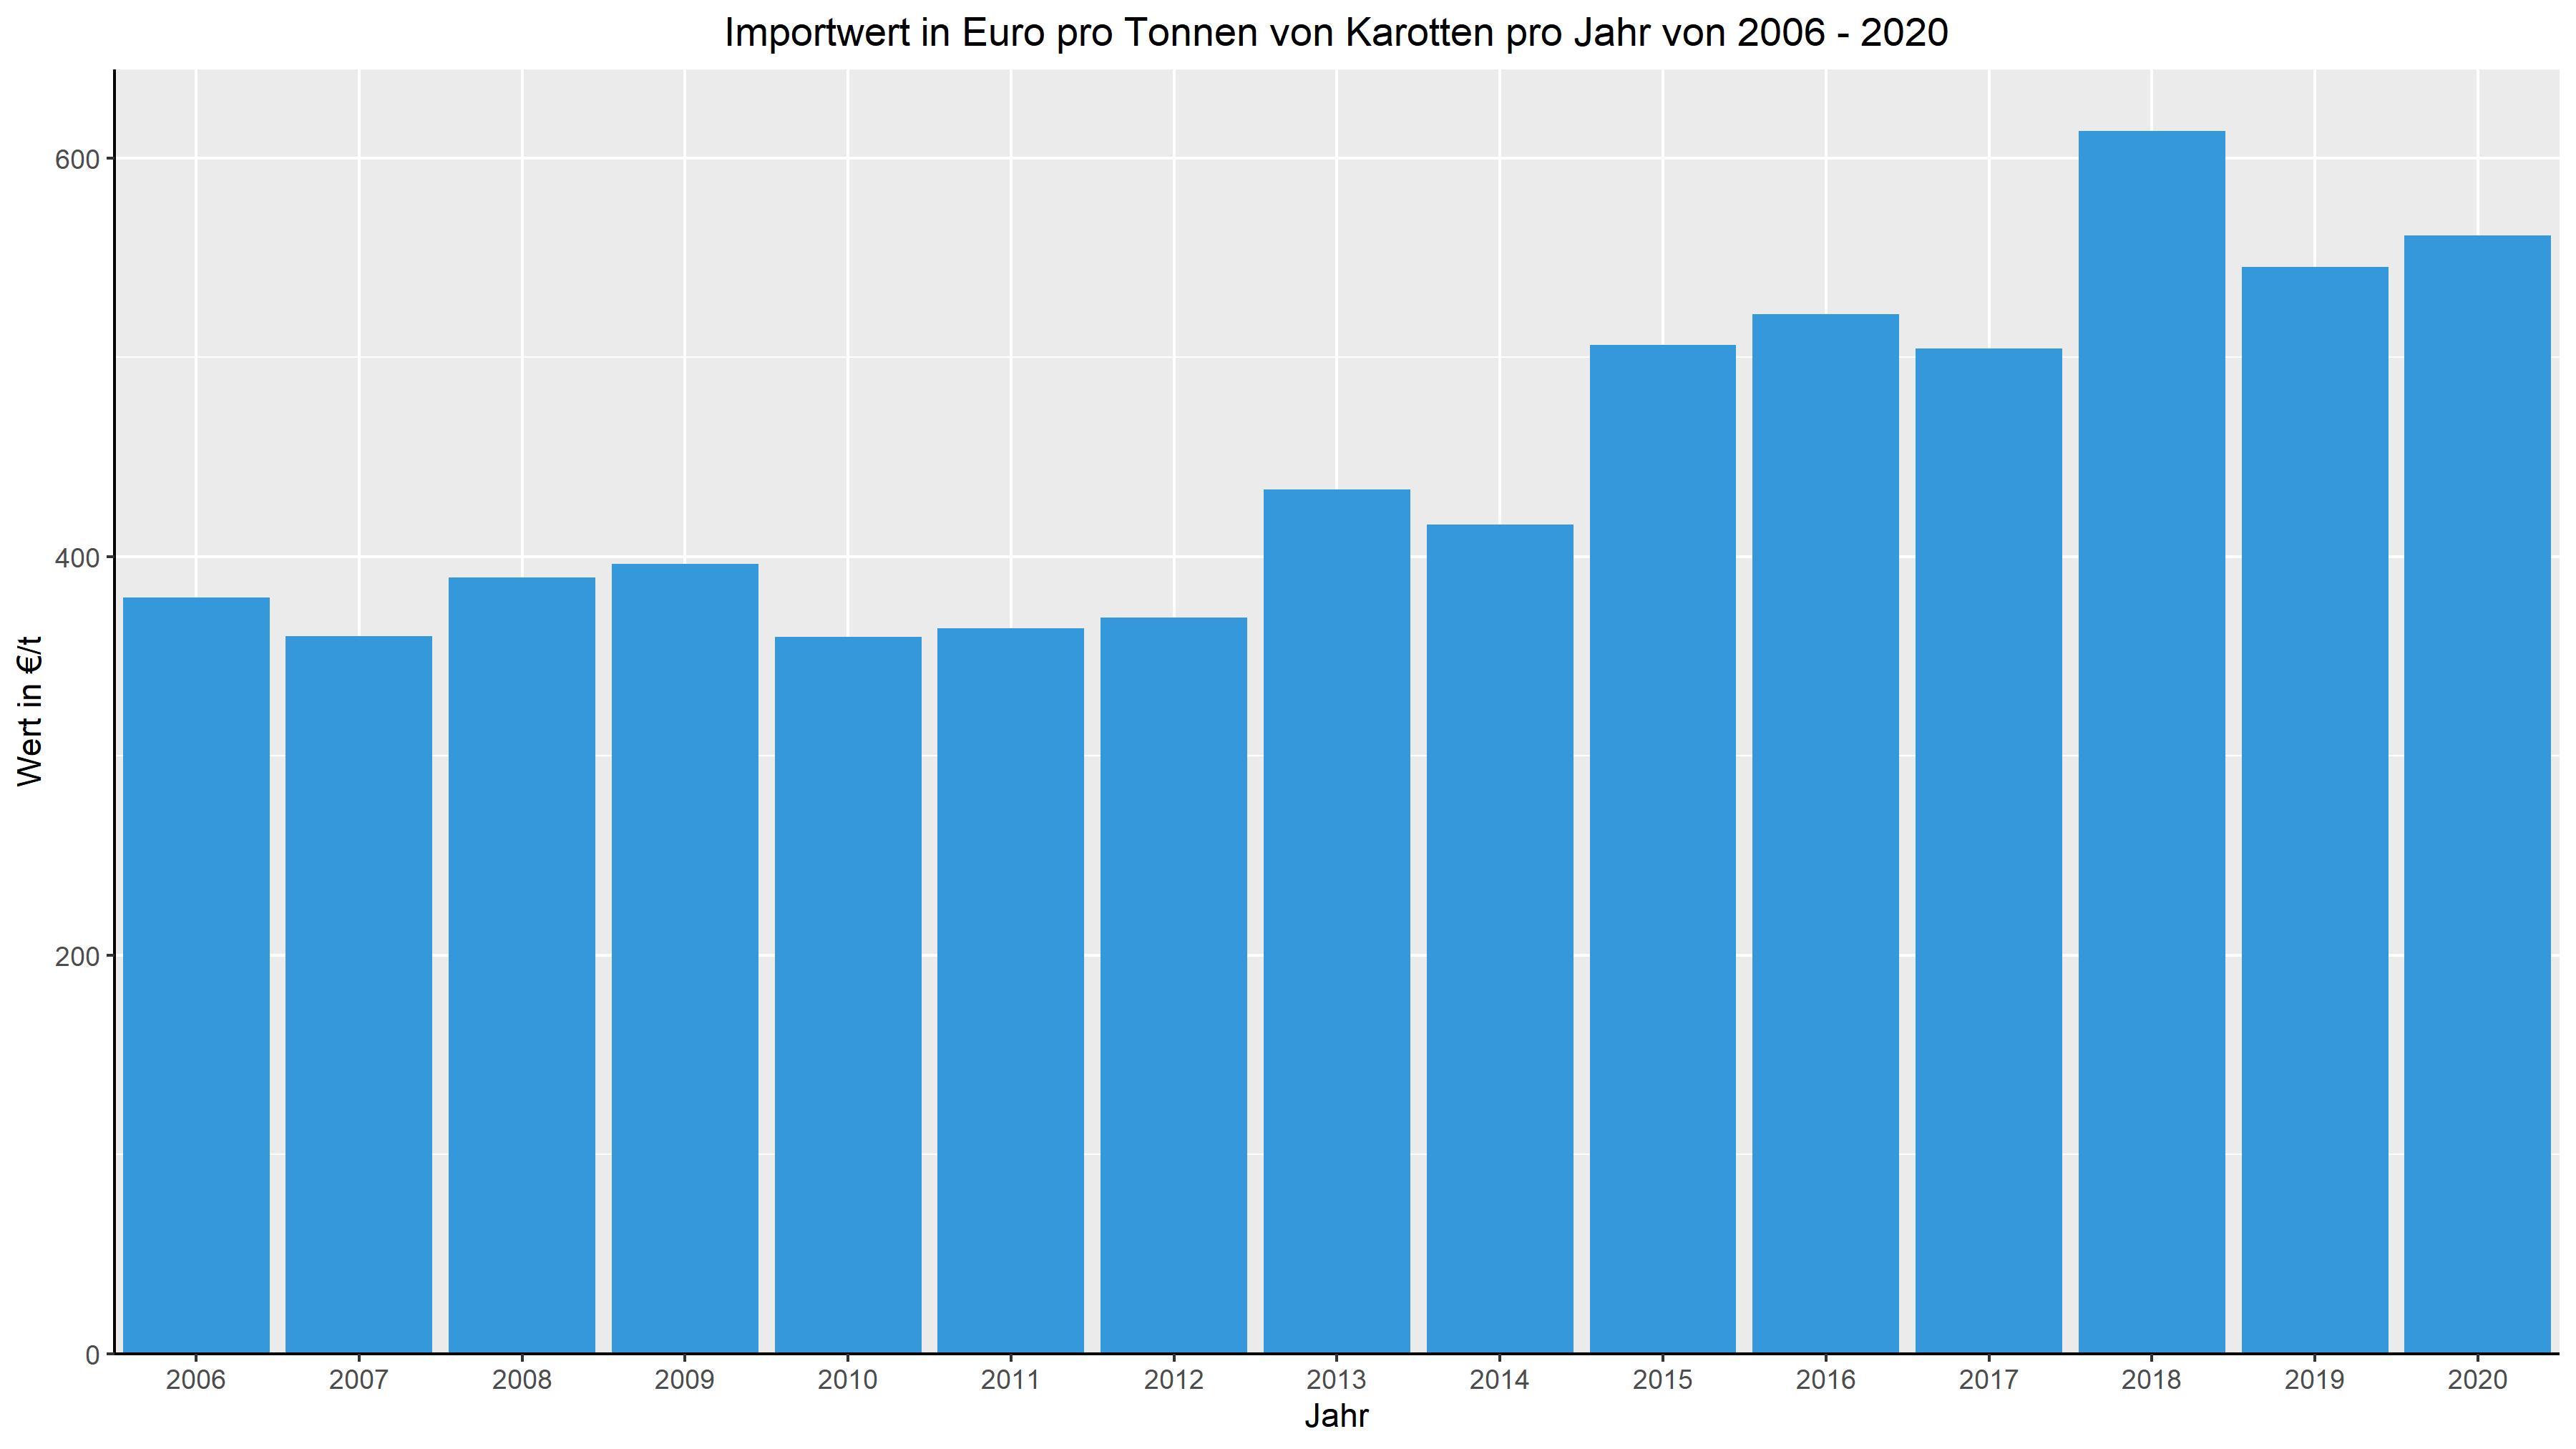 Importwert in Euro pro Tonnen von Karotten pro Jahr von 2006 - 2020
Wert in €/t
600
400
200
0
2006 2007 2008 2009 2010 2011 2012 2013 2014 2015 2016 2017 2018 2019 2020
Jahr